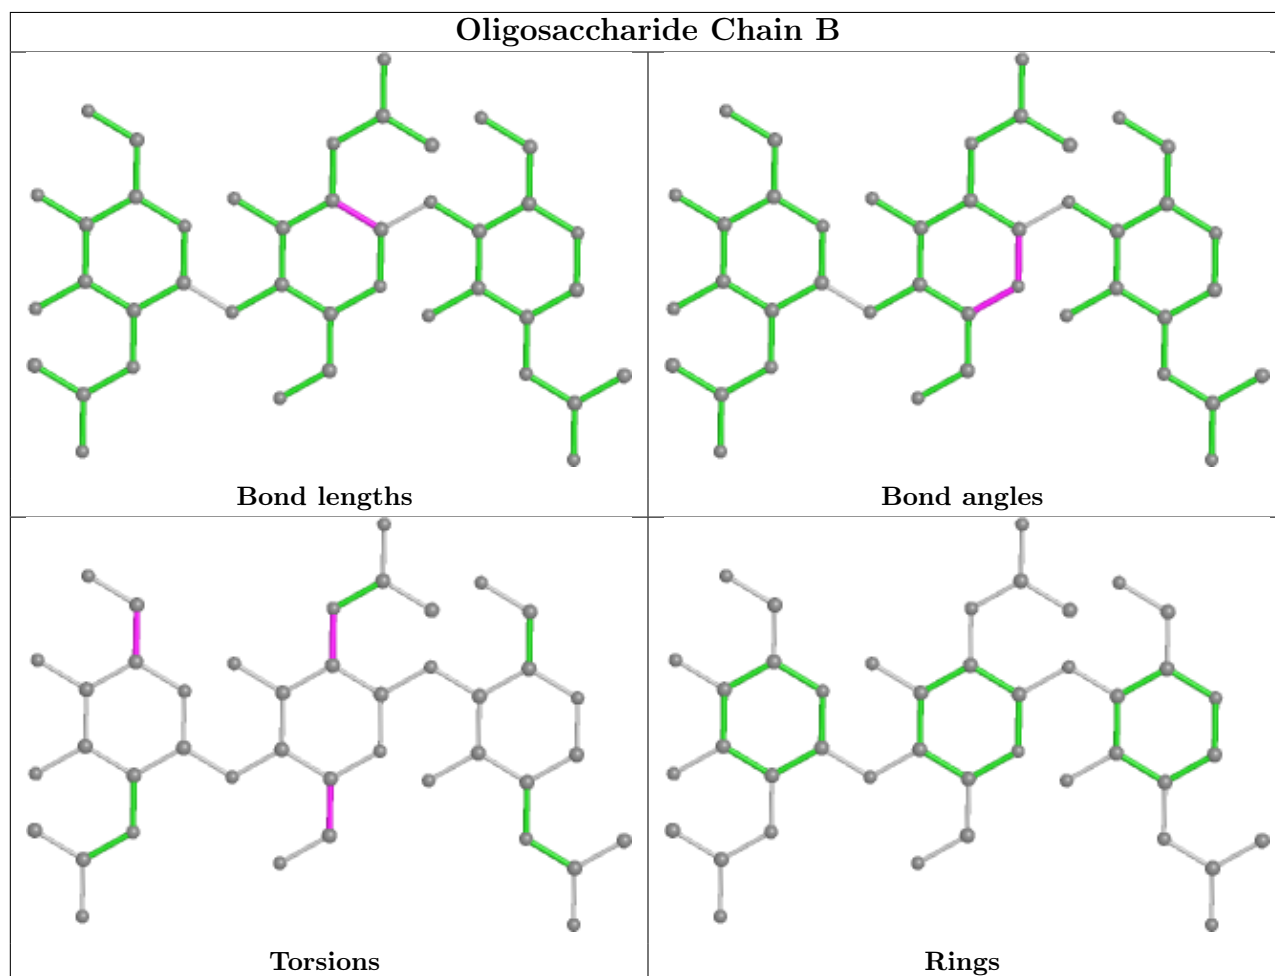 Oligosaccharide Chain B
Bond lengths
Bond angles
Torsions
Rings